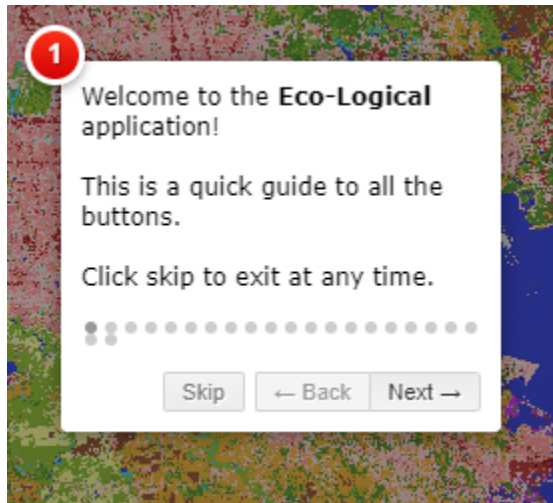 1
Welcome to the Eco-Logical
application!
This is a quick guide to all the
buttons.
Click skip to exit at any time.
Skip
← Back
Next →